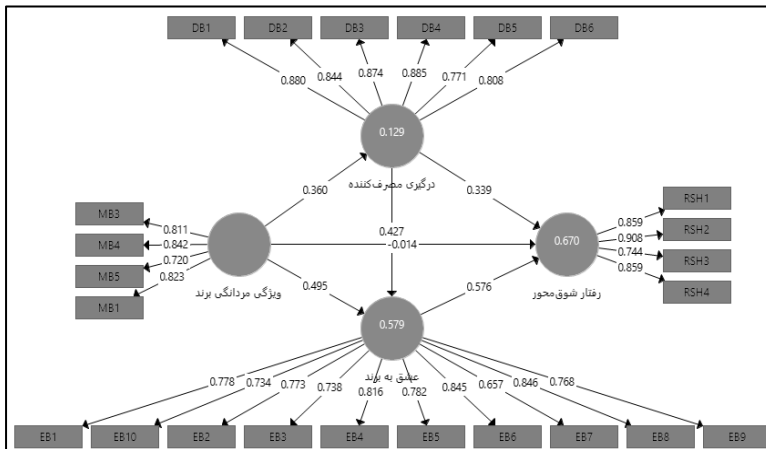 DB1 DB2 DB3 DB4 DB5 DB6
0.880 0.844 0.874 0.885 0.771 0.808
0.129
درگیری مصرف‌کننده
0.360 0.339
MB3 0.811
MB4 0.842
MB5 0.720
MB1 0.823
ویژگی مردانگی برند
0.427
-0.014
0.670
رفتار شوق‌محور
0.859 RSH1
0.908 RSH2
0.744 RSH3
0.859 RSH4
0.495 0.576
0.579
عشق به برند
0.778 0.734 0.773 0.738 0.816 0.782 0.845 0.657 0.846 0.768
EB1 EB10 EB2 EB3 EB4 EB5 EB6 EB7 EB8 EB9